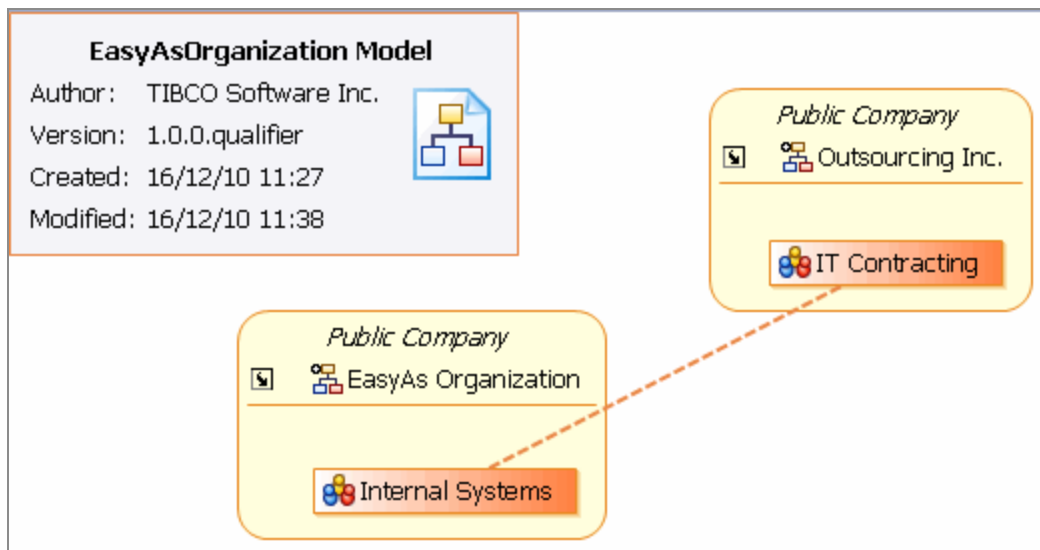 EasyAsOrganization Model
Author: TIBCO Software Inc.
Version: 1.0.0.qualifier
Created: 16/12/10 11:27
Modified: 16/12/10 11:38
Public Company
Outsourcing Inc.
IT Contracting
Public Company
EasyAs Organization
Internal Systems